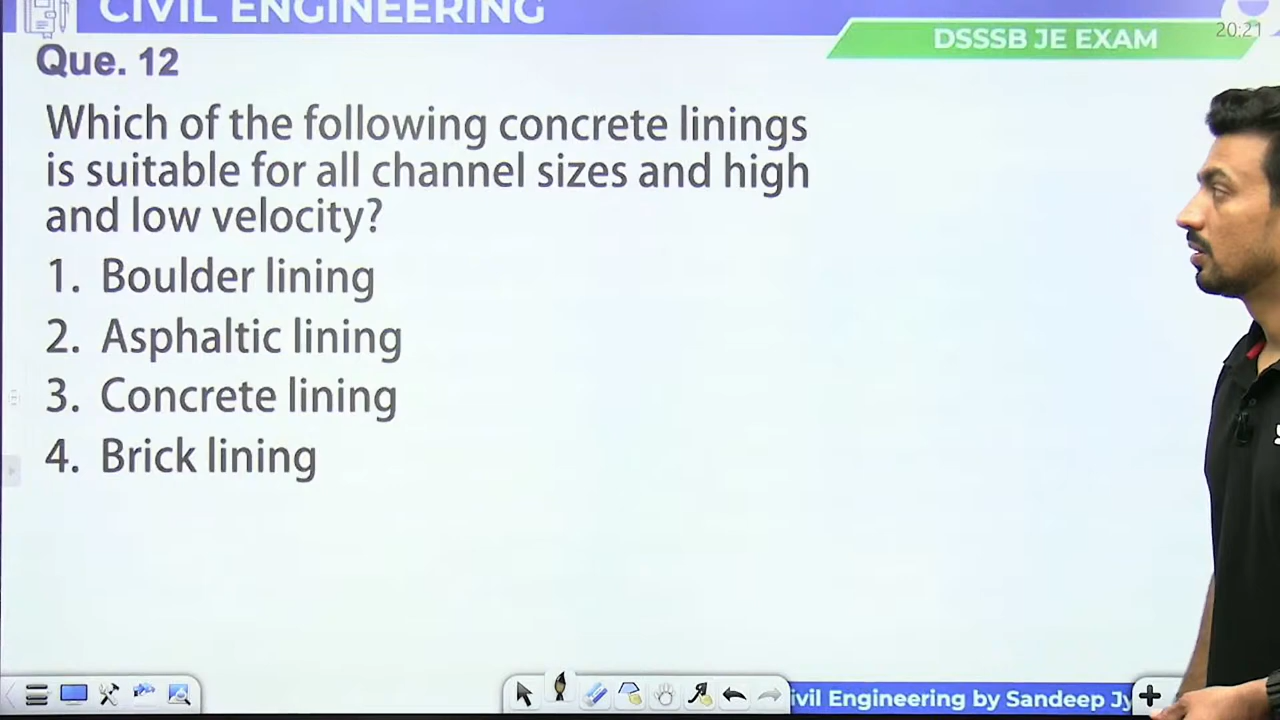 CIVIL ENGINEERING
DSSSB JE EXAM
20:21
Que. 12
Which of the following concrete linings
is suitable for all channel sizes and high
and low velocity?
1. Boulder lining
2. Asphaltic lining
3. Concrete lining
4. Brick lining
ivil Engineering by Sandeep Jy